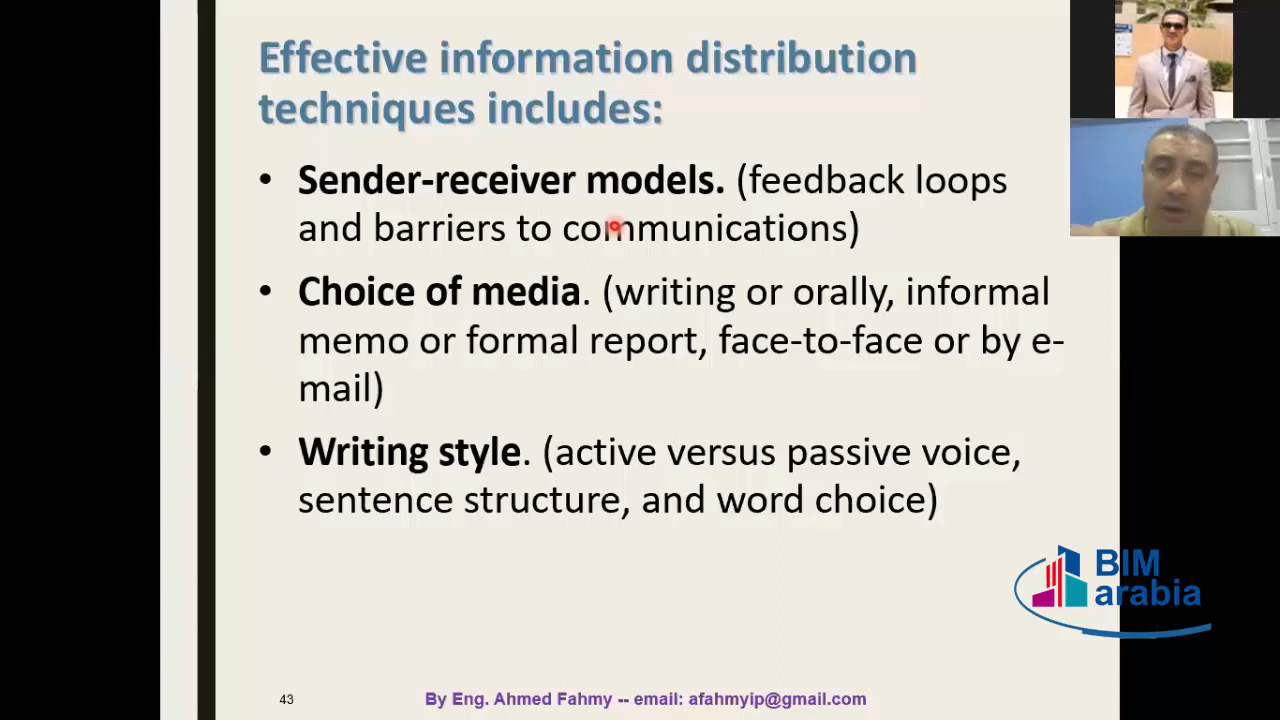 Effective information distribution
techniques includes:
• Sender-receiver models. (feedback loops
and barriers to communications)
• Choice of media. (writing or orally, informal
memo or formal report, face-to-face or by e-
mail)
• Writing style. (active versus passive voice,
sentence structure, and word choice)
BIM
arabia
43
By Eng. Ahmed Fahmy -- email: afahmyip@gmail.com